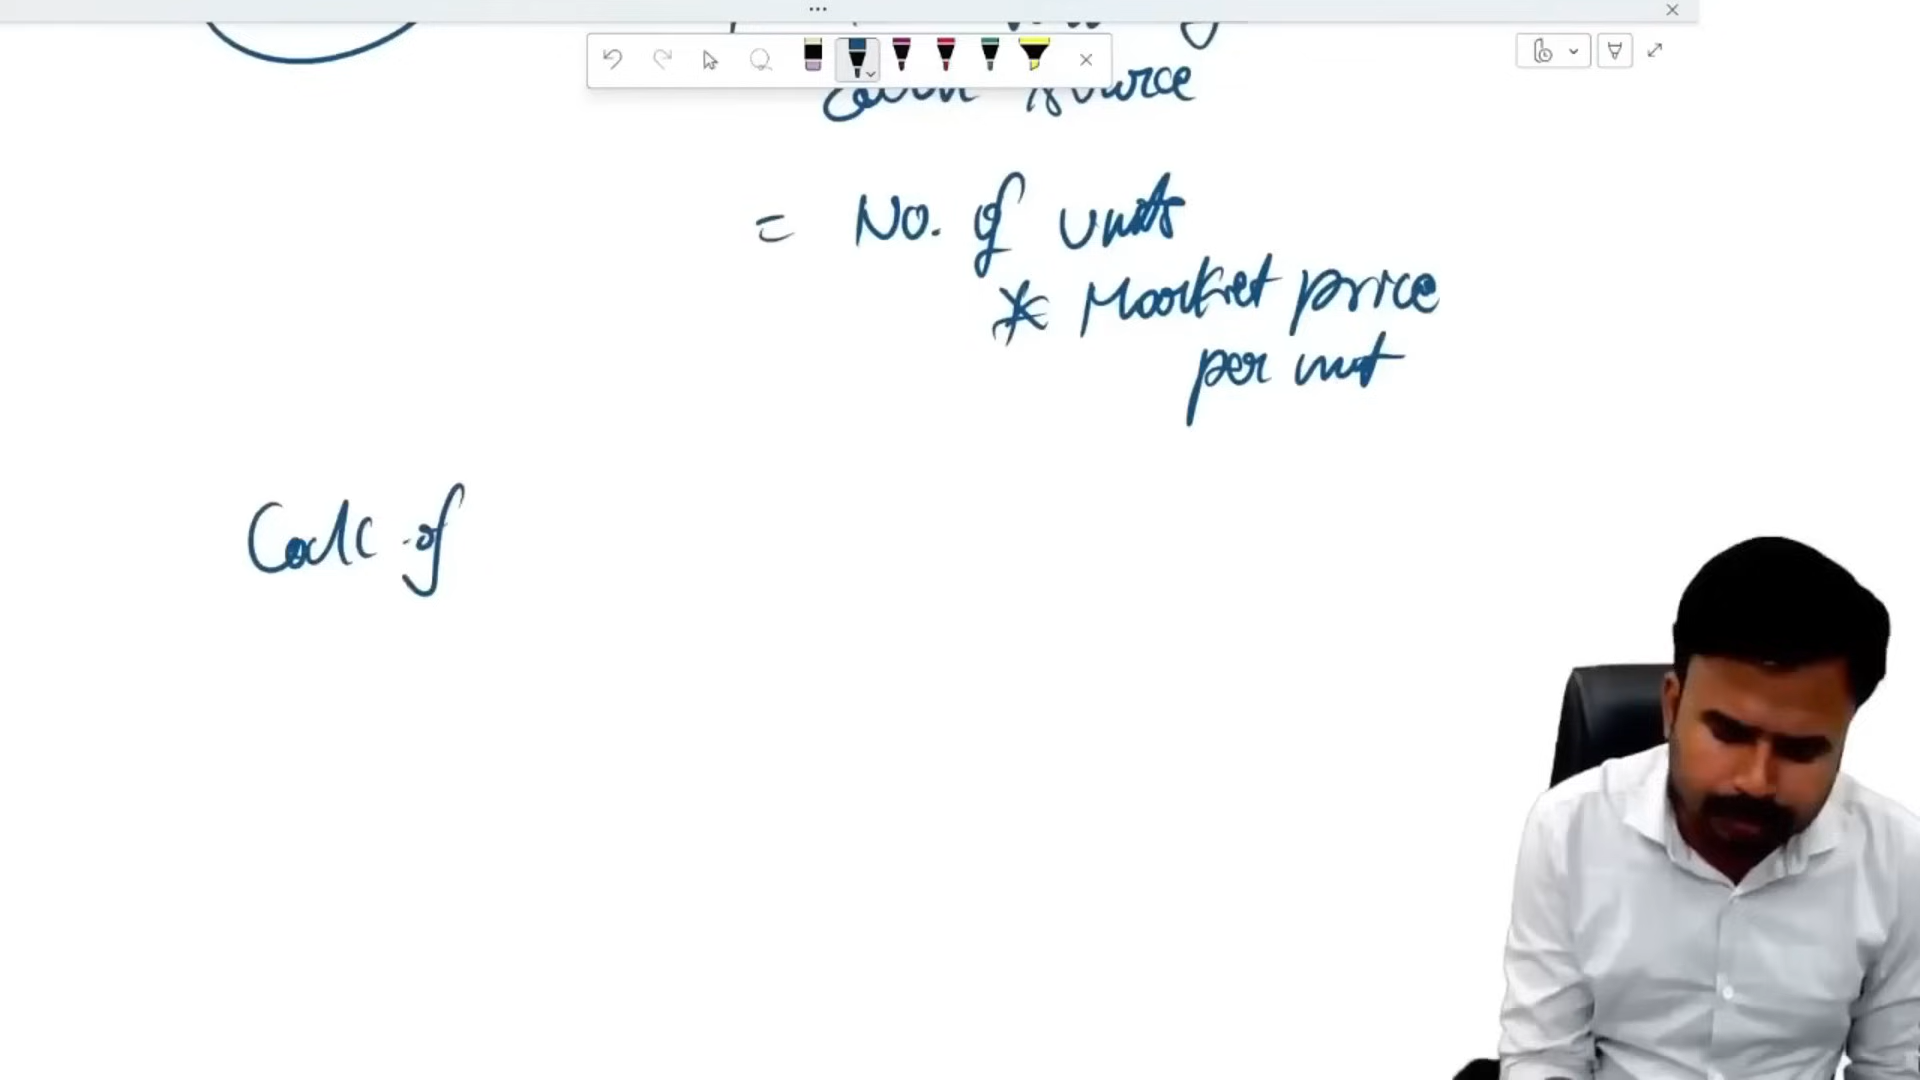 source
= No. of units
* Market price
per unit
Calc. of